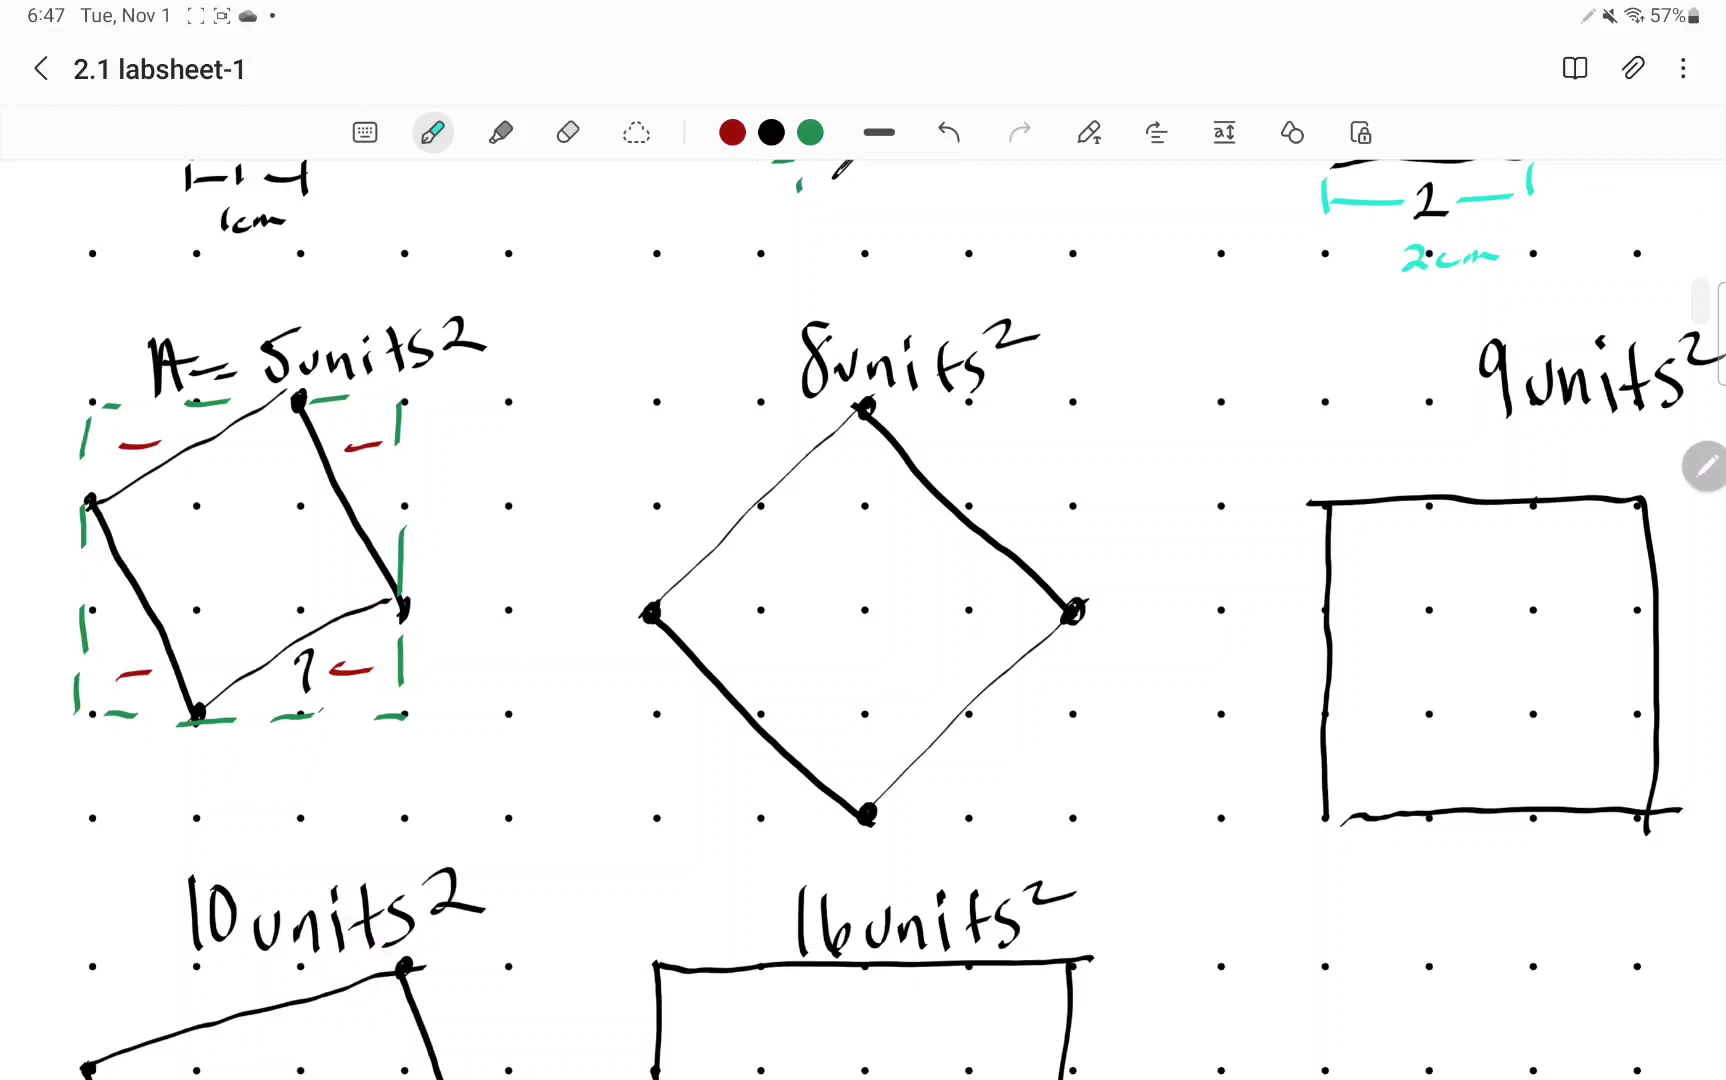 6:47 Tue, Nov 1 57%
2.1 labsheet-1
1cm
2
2cm
A= 5units²
8units²
9units²
?
10units²
16units²